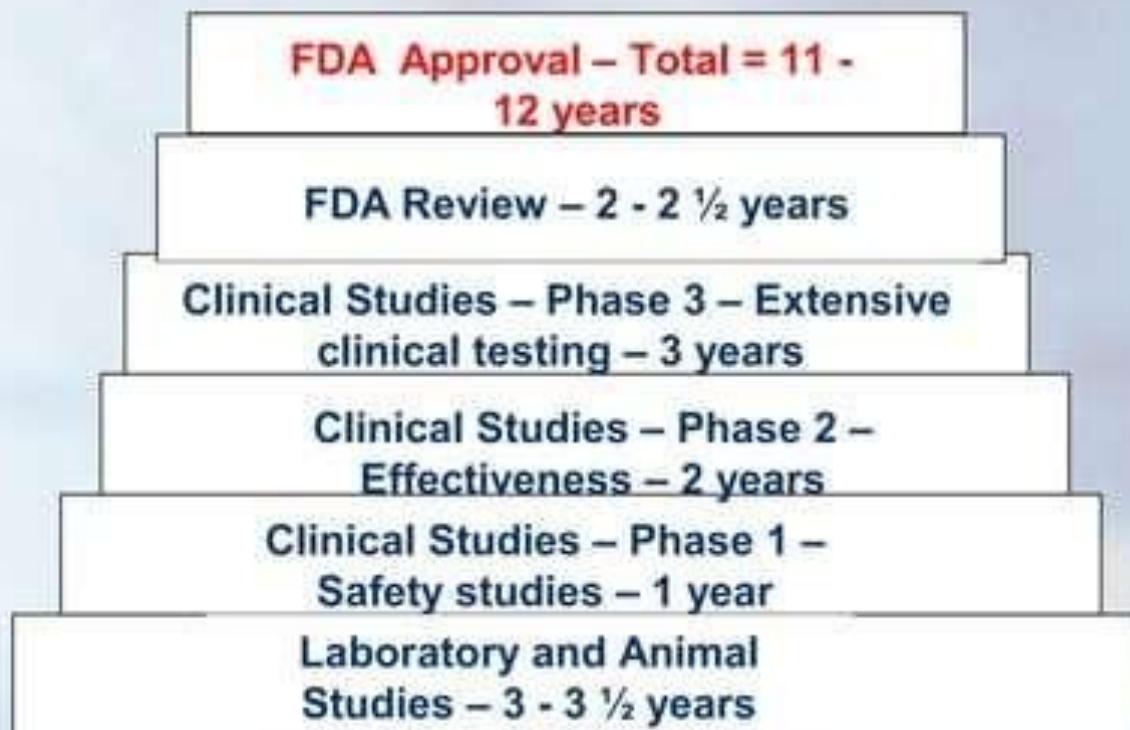 FDA  Approval – Total = 11 -
12 years
FDA Review – 2 - 2 ½ years
Clinical Studies – Phase 3 – Extensive
clinical testing – 3 years
Clinical Studies – Phase 2 –
Effectiveness – 2 years
Clinical Studies – Phase 1 –
Safety studies – 1 year
Laboratory and Animal
Studies – 3 - 3 ½ years